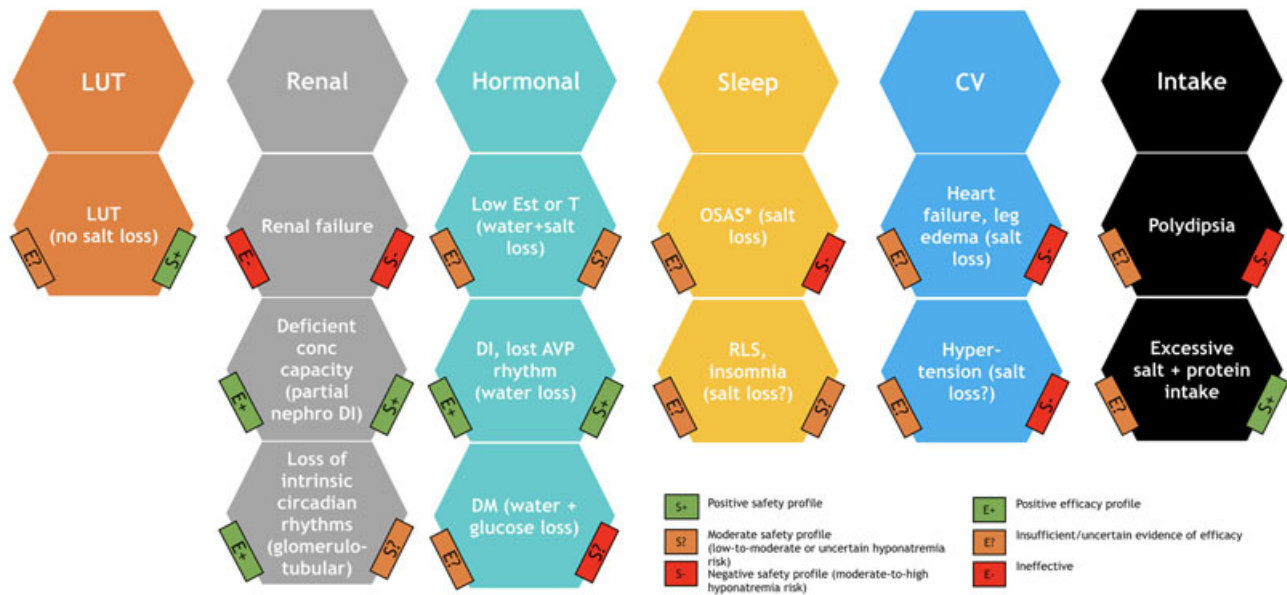 LUT
Renal
Hormonal
Sleep
CV
Intake
LUT
(no salt loss)
E?
S+
Renal failure
E-
S-
Low Est or T
(water+salt
loss)
E?
S?
OSAS* (salt
loss)
E?
S-
Heart
failure, leg
edema (salt
loss)
E?
S-
Polydipsia
E?
S-
Deficient
conc
capacity
(partial
nephro DI)
E+
S+
DI, lost AVP
rhythm
(water loss)
E+
S+
RLS,
insomnia
(salt loss?)
E?
S?
Hyper-
tension (salt
loss?)
E?
S-
Excessive
salt + protein
intake
E?
S+
Loss of
intrinsic
circadian
rhythms
(glomerulo-
tubular)
E+
S?
DM (water +
glucose loss)
E?
S?
S+
Positive safety profile
S?
Moderate safety profile
(low-to-moderate or uncertain hyponatremia
risk)
S-
Negative safety profile (moderate-to-high
hyponatremia risk)
E+
Positive efficacy profile
E?
Insufficient/uncertain evidence of efficacy
E-
Ineffective